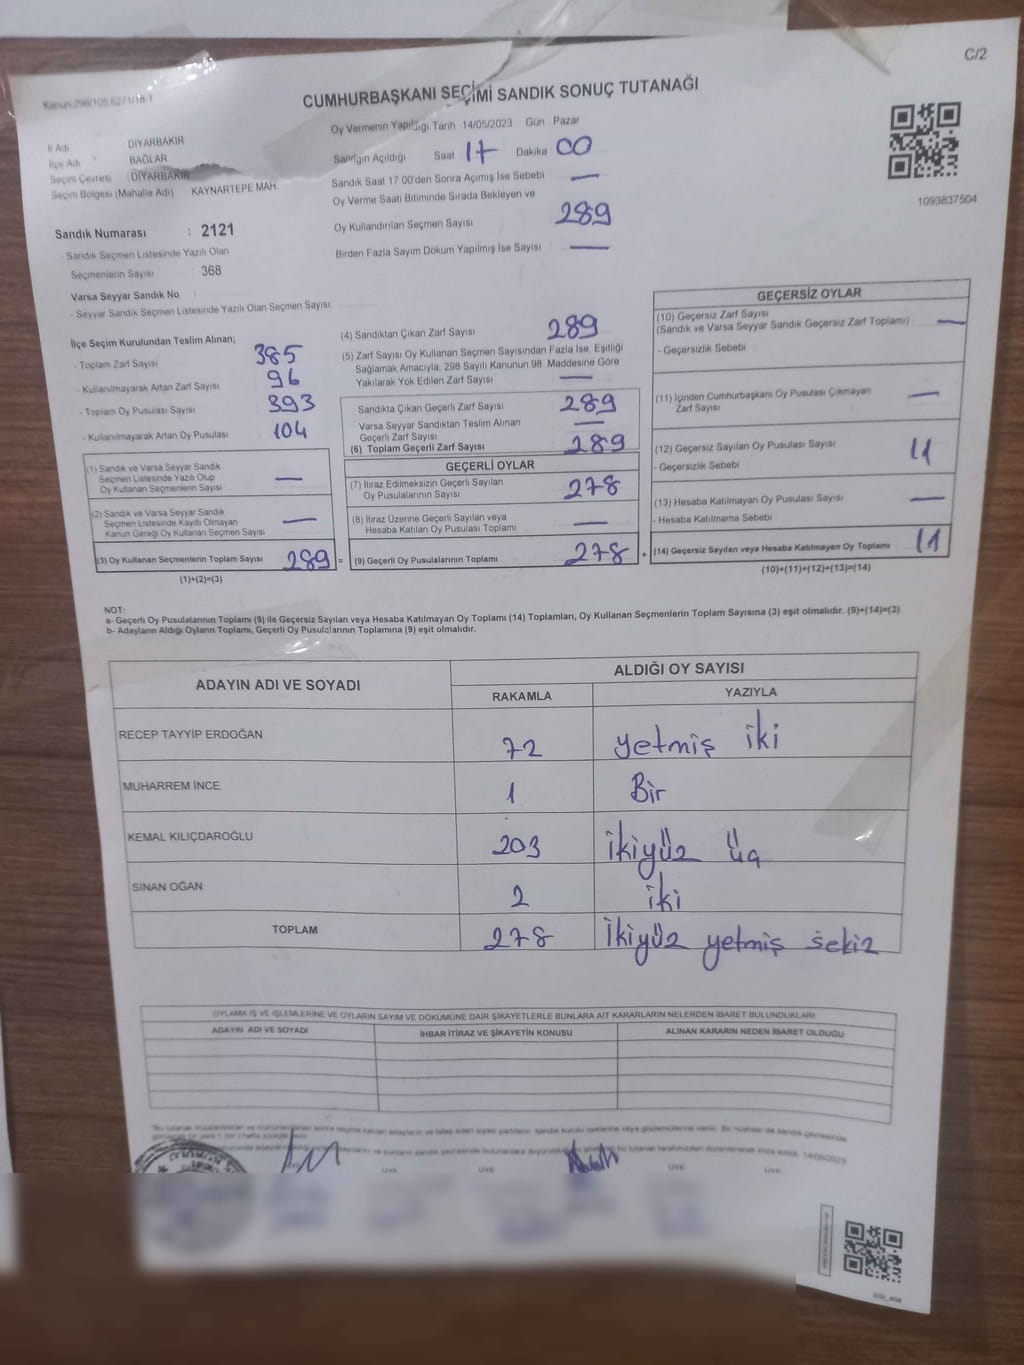 C/2
Kanun 298/105.6271/18-1
CUMHURBAŞKANI SEÇİMİ SANDIK SONUÇ TUTANAĞI
İl Adı DİYARBAKIR
İlçe Adı BAĞLAR
Seçim Çevresi DİYARBAKIR
Seçim Bölgesi (Mahalle Adı) KAYNARTEPE MAH
Sandık Numarası : 2121
- Sandık Seçmen Listesinde Yazılı Olan
Seçmenlerin Sayısı : 368
Varsa Seyyar Sandık No
- Seyyar Sandık Seçmen Listesinde Yazılı Olan Seçmen Sayısı
Oy Vermenin Yapıldığı Tarih 14/05/2023 Gün : Pazar
Sandığın Açıldığı Saat 17 Dakika 00
Sandık Saat 17.00'den Sonra Açımış İse Sebebi —
Oy Verme Saati Bitiminde Sırada Bekleyen ve
Oy Kullandırılan Seçmen Sayısı 289
Birden Fazla Sayım Döküm Yapılmış İse Sayısı —
1093837504
İlçe Seçim Kurulundan Teslim Alınan;
- Toplam Zarf Sayısı 385
- Kullanılmayarak Artan Zarf Sayısı 96
- Toplam Oy Pusulası Sayısı 393
- Kullanılmayarak Artan Oy Pusulası 104
(1) Sandık ve Varsa Seyyar Sandık
Seçmen Listesinde Yazılı Olup
Oy Kullanan Seçmenlerin Sayısı —
(2) Sandık ve Varsa Seyyar Sandık
Seçmen Listesinde Kayıtlı Olmayan
Kanun Gereği Oy Kullanan Seçmen Sayısı —
(3) Oy Kullanan Seçmenlerin Toplam Sayısı 289 =
(1)+(2)=(3)
(4) Sandıktan Çıkan Zarf Sayısı 289
(5) Zarf Sayısı Oy Kullanan Seçmen Sayısından Fazla İse, Eşitliği
Sağlamak Amacıyla, 298 Sayılı Kanunun 98. Maddesine Göre
Yakılarak Yok Edilen Zarf Sayısı —
Sandıkta Çıkan Geçerli Zarf Sayısı 289
Varsa Seyyar Sandıktan Teslim Alınan
Geçerli Zarf Sayısı —
(6) Toplam Geçerli Zarf Sayısı 289
GEÇERLİ OYLAR
(7) İtiraz Edilmeksizin Geçerli Sayılan
Oy Pusulalarının Sayısı 278
(8) İtiraz Üzerine Geçerli Sayılan veya
Hesaba Katılan Oy Pusulası Toplamı —
(9) Geçerli Oy Pusulalarının Toplamı 278 +
GEÇERSİZ OYLAR
(10) Geçersiz Zarf Sayısı
(Sandık ve Varsa Seyyar Sandık Geçersiz Zarf Toplamı) —
- Geçersizlik Sebebi
(11) İçinden Cumhurbaşkanı Oy Pusulası Çıkmayan
Zarf Sayısı —
(12) Geçersiz Sayılan Oy Pusulası Sayısı 11
- Geçersizlik Sebebi
(13) Hesaba Katılmayan Oy Pusulası Sayısı —
- Hesaba Katılmama Sebebi
(14) Geçersiz Sayılan veya Hesaba Katılmayan Oy Toplamı 11
(10)+(11)+(12)+(13)=(14)
NOT:
a- Geçerli Oy Pusulalarının Toplamı (9) ile Geçersiz Sayılan veya Hesaba Katılmayan Oy Toplamı (14) Toplamları, Oy Kullanan Seçmenlerin Toplam Sayısına (3) eşit olmalıdır. (9)+(14)=(3)
b- Adayların Aldığı Oyların Toplamı, Geçerli Oy Pusulalarının Toplamına (9) eşit olmalıdır.
ADAYIN ADI VE SOYADI ALDIĞI OY SAYISI
RAKAMLA YAZIYLA
RECEP TAYYİP ERDOĞAN 72 yetmiş iki
MUHARREM İNCE 1 Bir
KEMAL KILIÇDAROĞLU 203 İkiyüz üç
SİNAN OĞAN 2 iki
TOPLAM 278 İkiyüz yetmiş sekiz
OYLAMA İŞ VE İŞLEMLERİNE VE OYLARIN SAYIM VE DÖKÜMÜNE DAİR ŞİKAYETLERLE BUNLARA AİT KARARLARIN NELERDEN İBARET BULUNDUKLARI
ADAYIN ADI VE SOYADI İHBAR İTİRAZ VE ŞİKAYETİN KONUSU ALINAN KARARIN NEDEN İBARET OLDUĞU
14/05/2023
ÜYE ÜYE ÜYE ÜYE